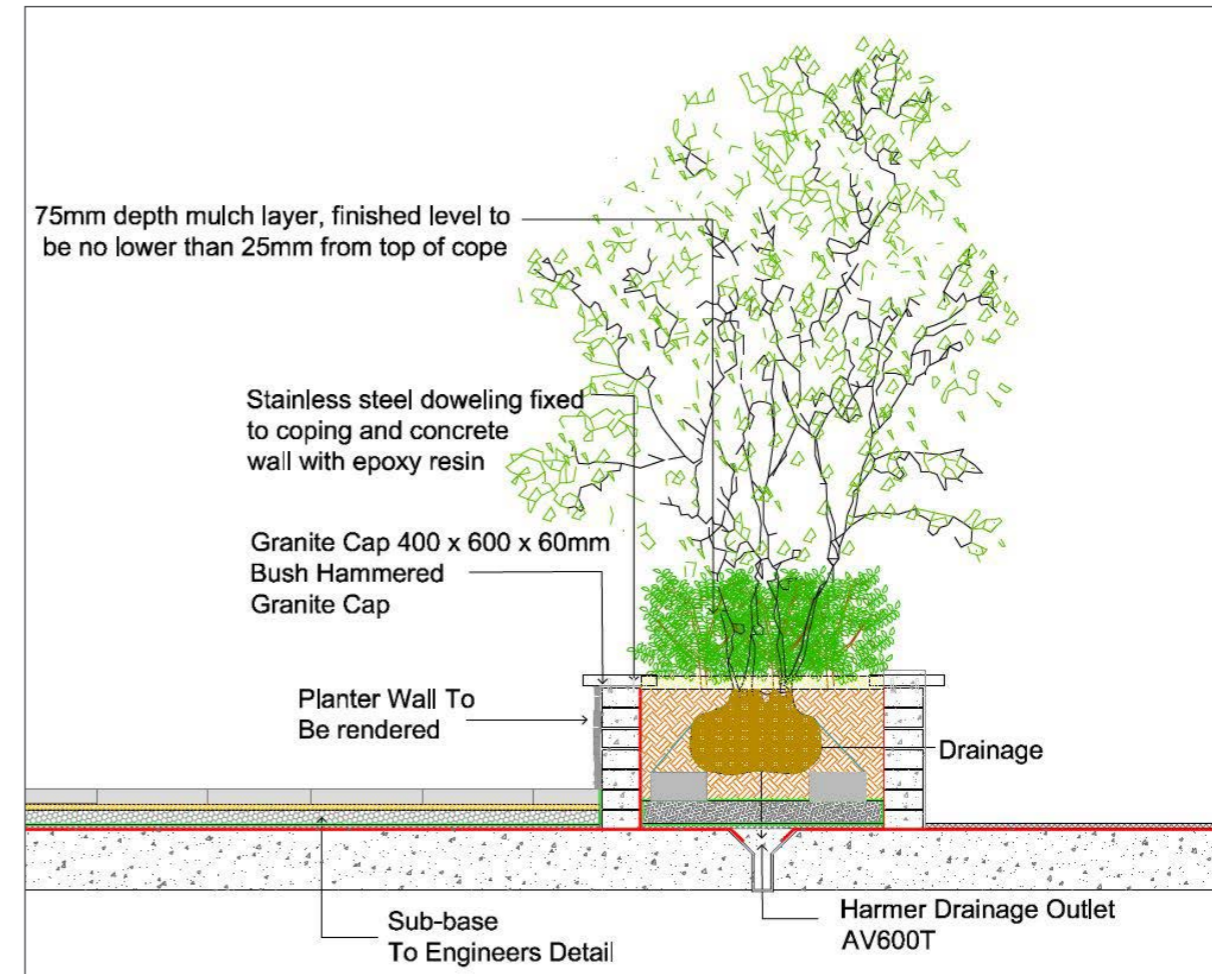 75mm depth mulch layer, finished level to
be no lower than 25mm from top of cope
Stainless steel doweling fixed
to coping and concrete
wall with epoxy resin
Granite Cap 400 x 600 x 60mm
Bush Hammered
Granite Cap
Planter Wall To
Be rendered
Drainage
Sub-base
To Engineers Detail
Harmer Drainage Outlet
AV600T